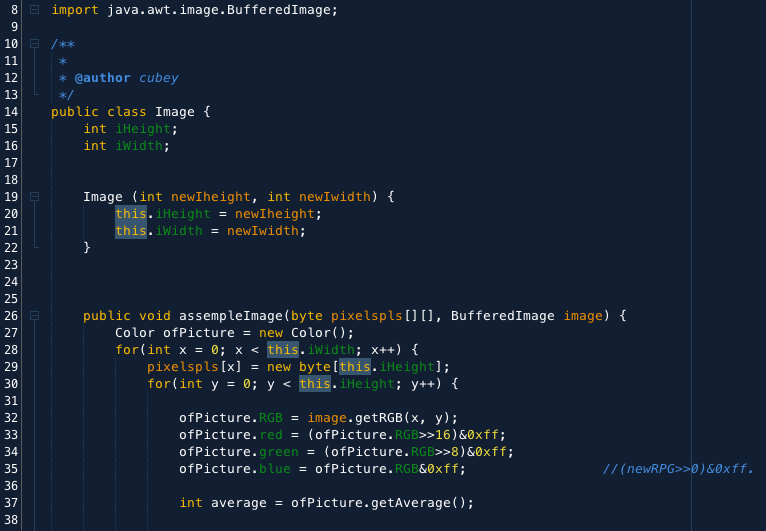 8 import java.awt.image.BufferedImage;
9
10 /**
11  *
12  * @author cubey
13  */
14 public class Image {
15     int iHeight;
16     int iWidth;
17
18
19     Image (int newIheight, int newIwidth) {
20         this.iHeight = newIheight;
21         this.iWidth = newIwidth;
22     }
23
24
25
26     public void assempleImage(byte pixelspls[][], BufferedImage image) {
27         Color ofPicture = new Color();
28         for(int x = 0; x < this.iWidth; x++) {
29             pixelspls[x] = new byte[this.iHeight];
30             for(int y = 0; y < this.iHeight; y++) {
31
32                 ofPicture.RGB = image.getRGB(x, y);
33                 ofPicture.red = (ofPicture.RGB>>16)&0xff;
34                 ofPicture.green = (ofPicture.RGB>>8)&0xff;
35                 ofPicture.blue = ofPicture.RGB&0xff;                 //(newRPG>>0)&0xff.
36
37                 int average = ofPicture.getAverage();
38